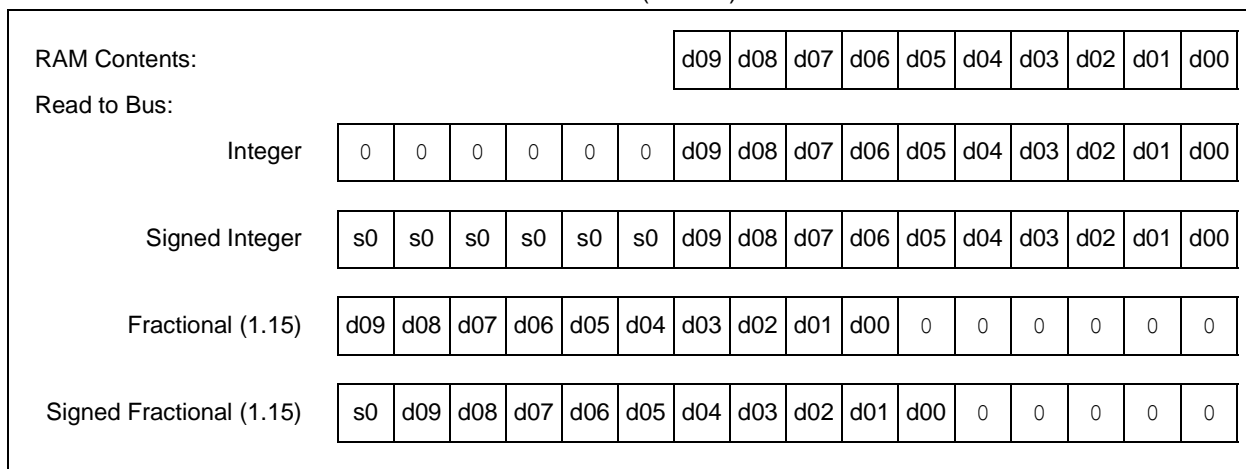 RAM Contents: d09 d08 d07 d06 d05 d04 d03 d02 d01 d00
Read to Bus:
Integer 0 0 0 0 0 0 d09 d08 d07 d06 d05 d04 d03 d02 d01 d00
Signed Integer s0 s0 s0 s0 s0 s0 d09 d08 d07 d06 d05 d04 d03 d02 d01 d00
Fractional (1.15) d09 d08 d07 d06 d05 d04 d03 d02 d01 d00 0 0 0 0 0 0
Signed Fractional (1.15) s0 d09 d08 d07 d06 d05 d04 d03 d02 d01 d00 0 0 0 0 0